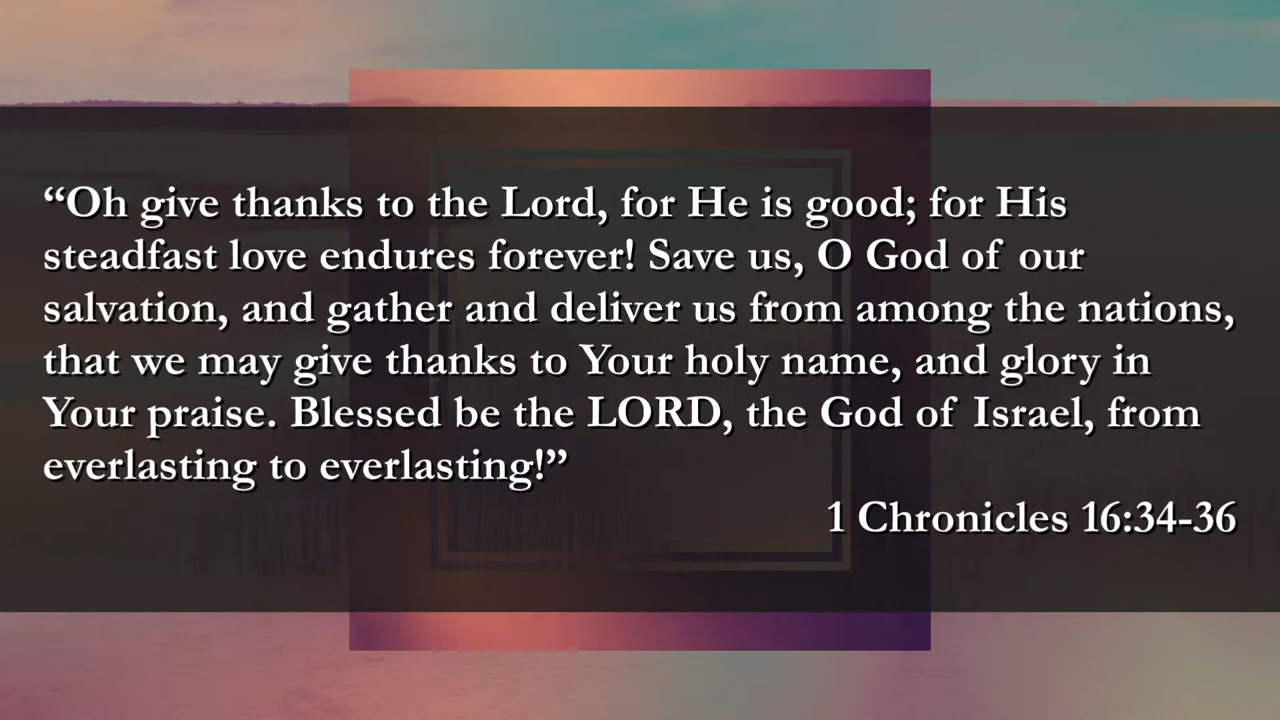 “Oh give thanks to the Lord, for He is good; for His
steadfast love endures forever! Save us, O God of our
salvation, and gather and deliver us from among the nations,
that we may give thanks to Your holy name, and glory in
Your praise. Blessed be the LORD, the God of Israel, from
everlasting to everlasting!”
1 Chronicles 16:34-36